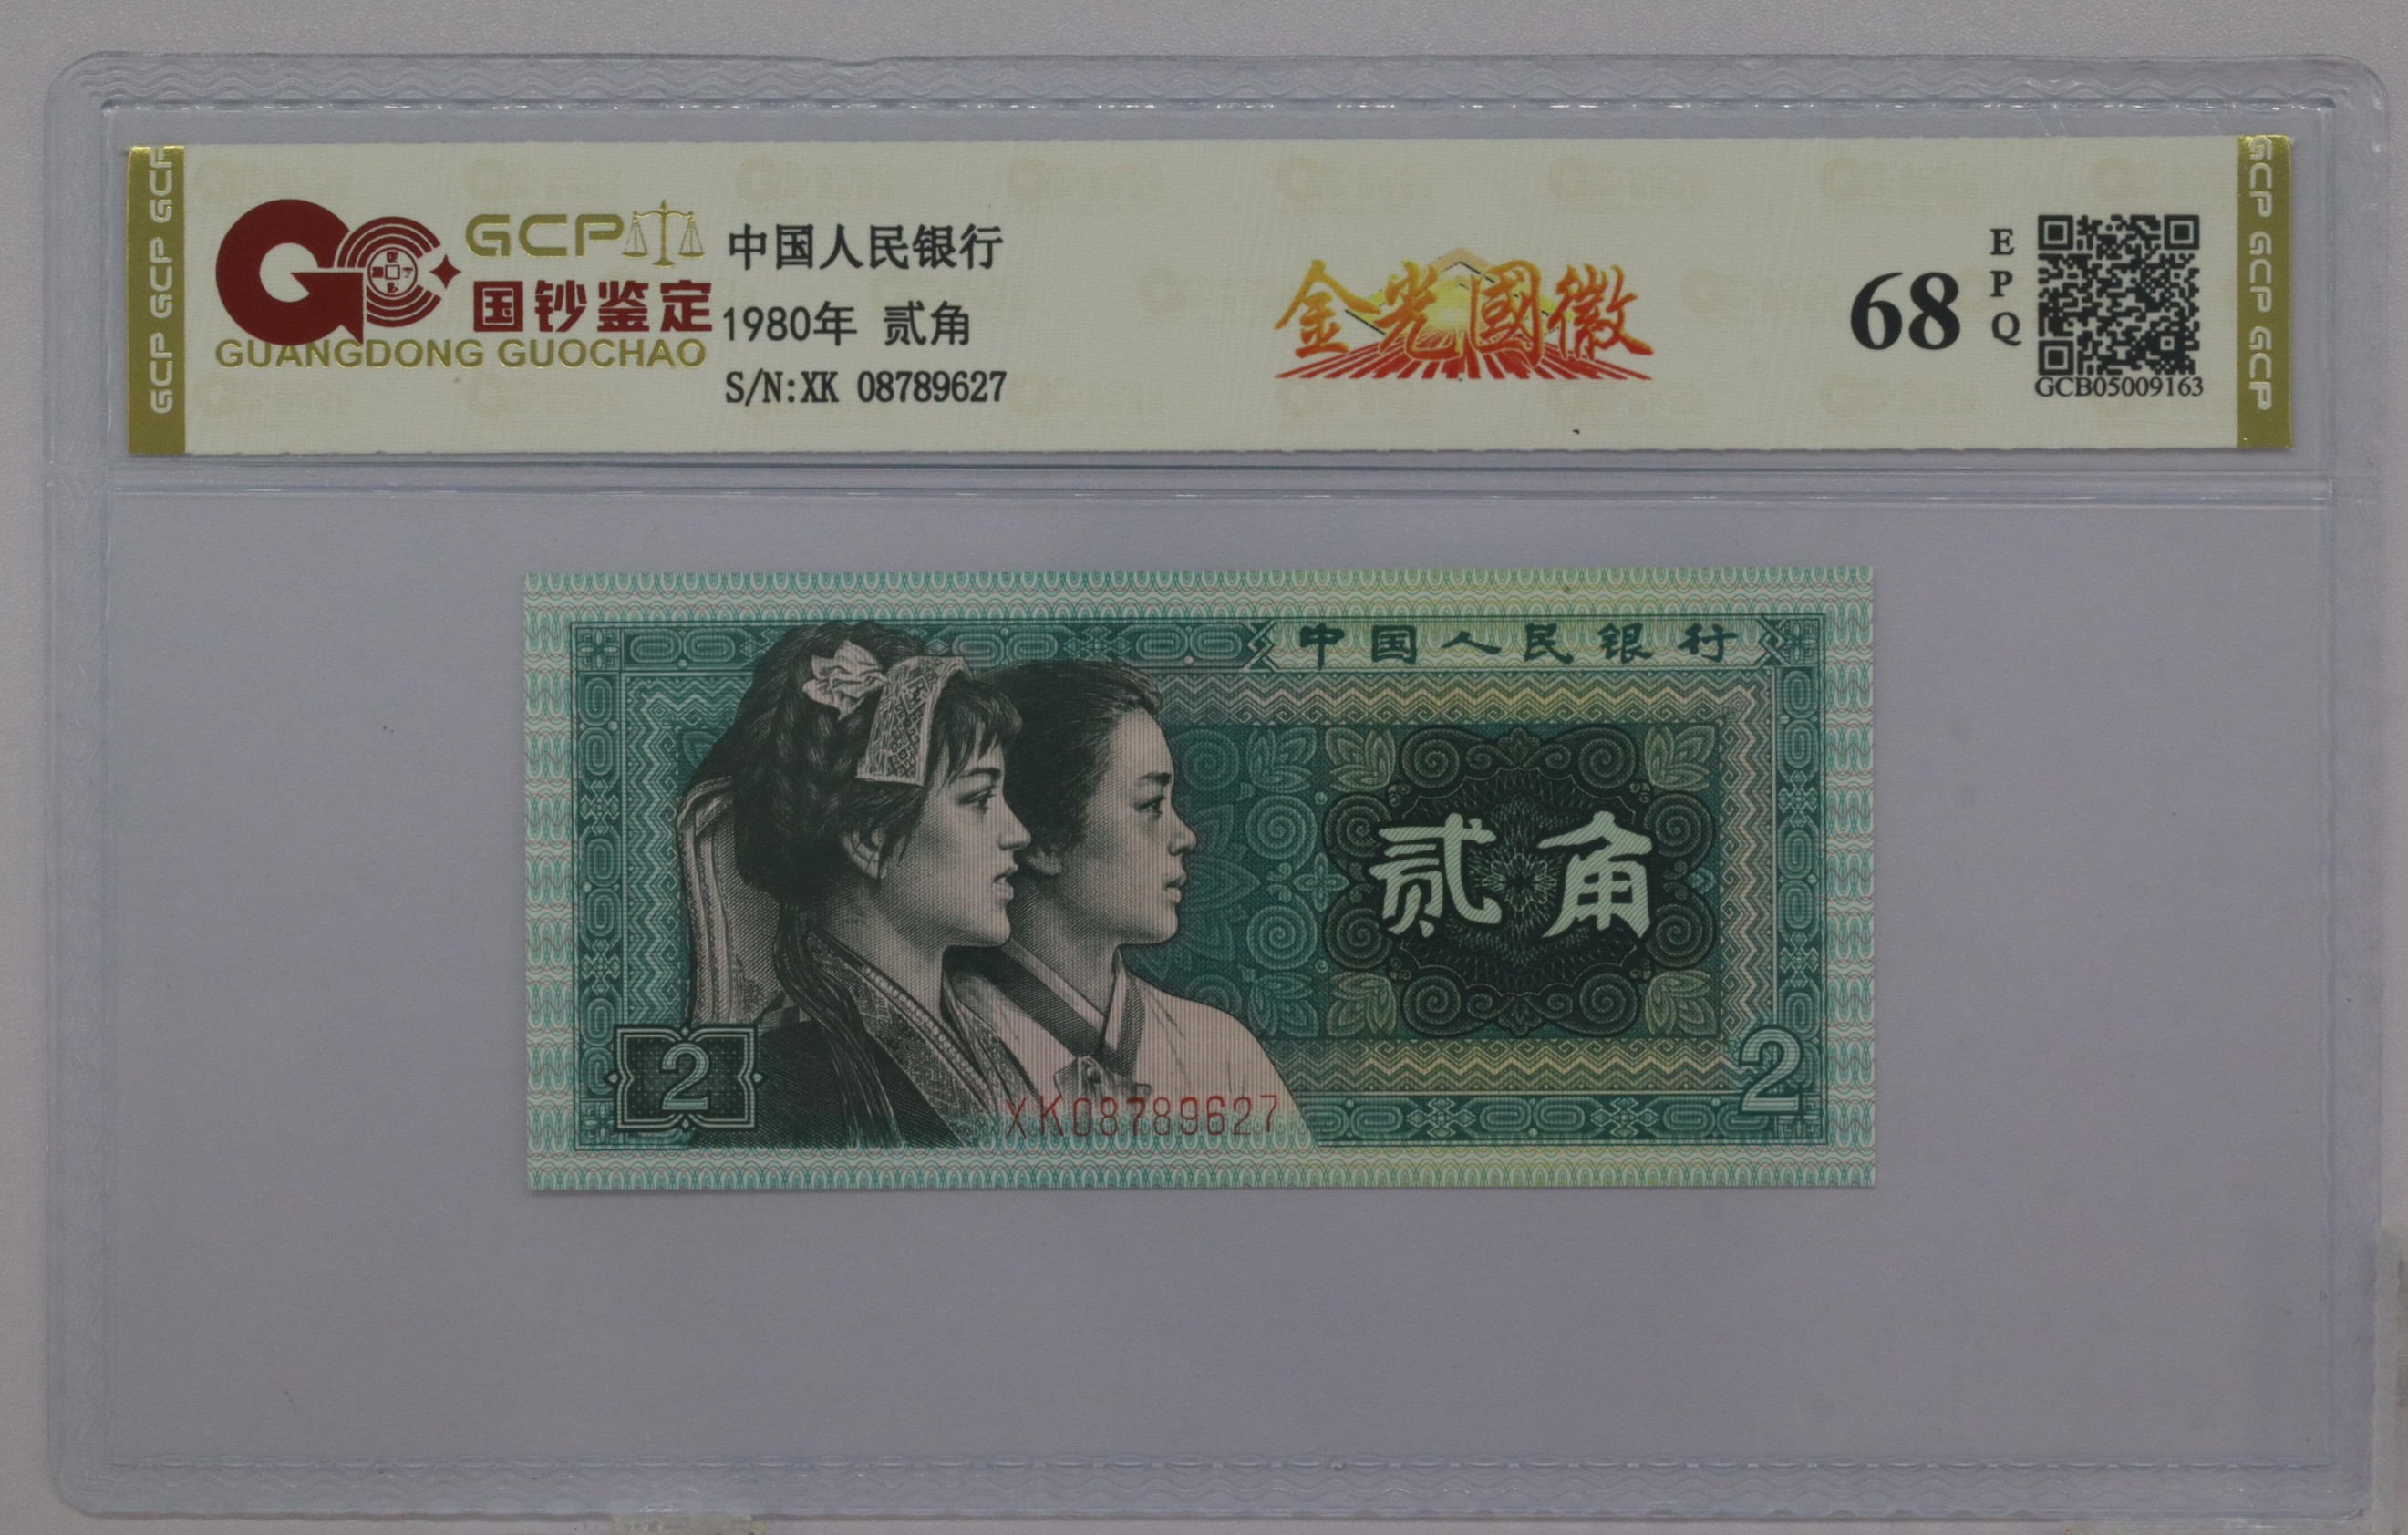 GCP GCP GCP
GCP
国钞鉴定
GUANGDONG GUOCHAO
中国人民银行
1980年 贰角
S/N:XK 08789627
金光國徽
68
EPQ
GCB05009163
GCP GCP GCP
中国人民银行
贰角
2
2
XK08789627